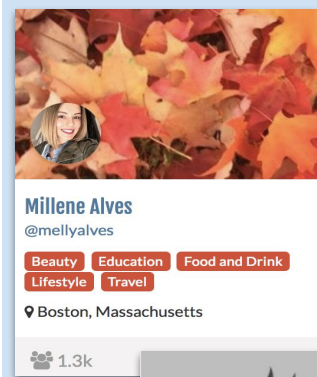 Millene Alves
@mellyalves
Beauty Education Food and Drink
Lifestyle Travel
Boston, Massachusetts
1.3k